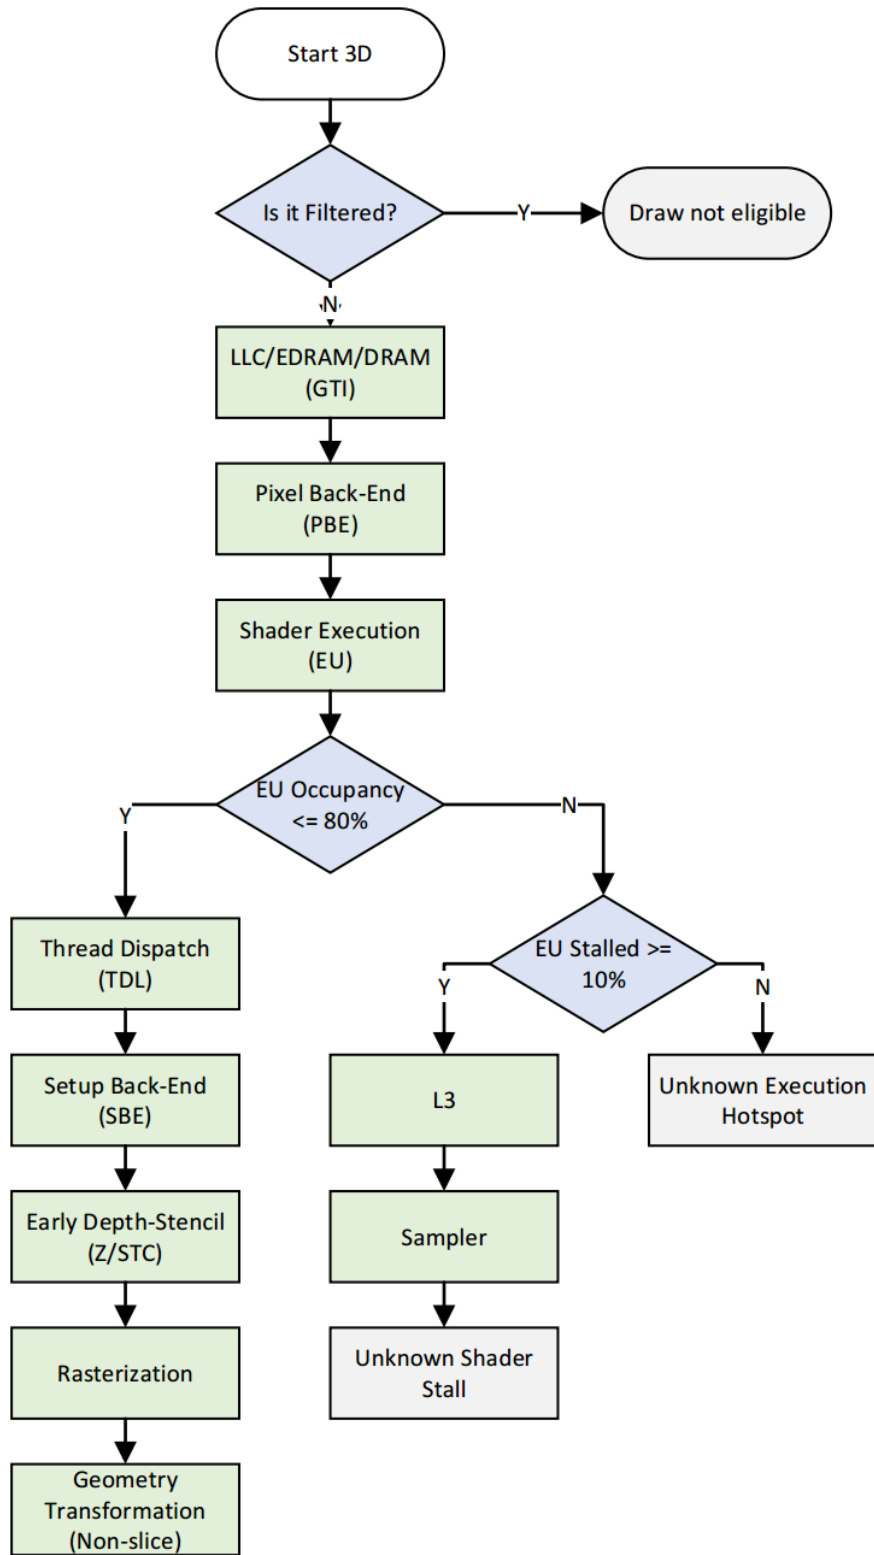 Start 3D
Is it Filtered?
Y
Draw not eligible
N
LLC/EDRAM/DRAM
(GTI)
Pixel Back-End
(PBE)
Shader Execution
(EU)
EU Occupancy
<= 80%
Y
N
Thread Dispatch
(TDL)
EU Stalled >=
10%
Y
N
Setup Back-End
(SBE)
L3
Unknown Execution
Hotspot
Early Depth-Stencil
(Z/STC)
Sampler
Rasterization
Unknown Shader
Stall
Geometry
Transformation
(Non-slice)